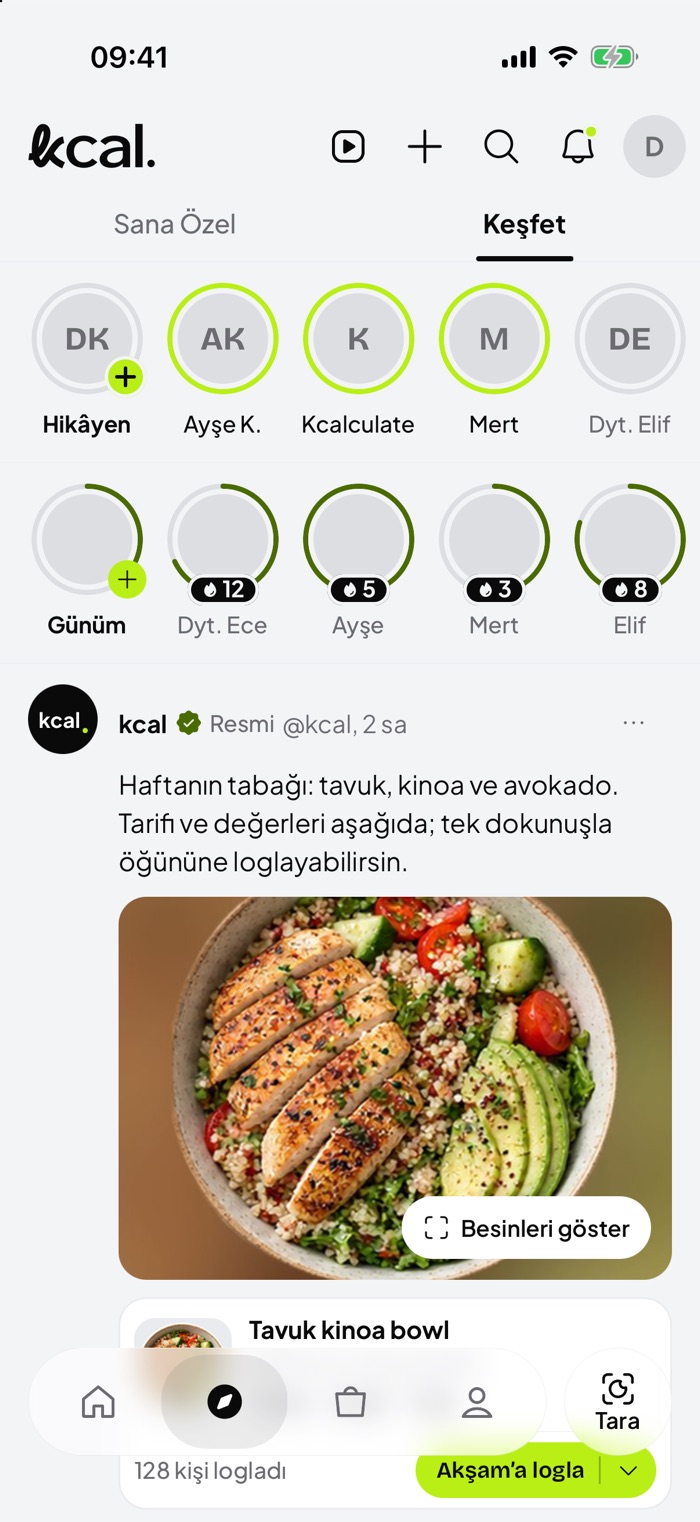 09:41
kcal.
D
Sana Özel
Keşfet
DK
AK
K
M
DE
Hikâyen
Ayşe K.
Kcalculate
Mert
Dyt. Elif
12
5
3
8
Günüm
Dyt. Ece
Ayşe
Mert
Elif
kcal.
kcal Resmi @kcal, 2 sa
Haftanın tabağı: tavuk, kinoa ve avokado.
Tarifi ve değerleri aşağıda; tek dokunuşla
öğününe loglayabilirsin.
Besinleri göster
Tavuk kinoa bowl
Tara
128 kişi logladı
Akşam'a logla